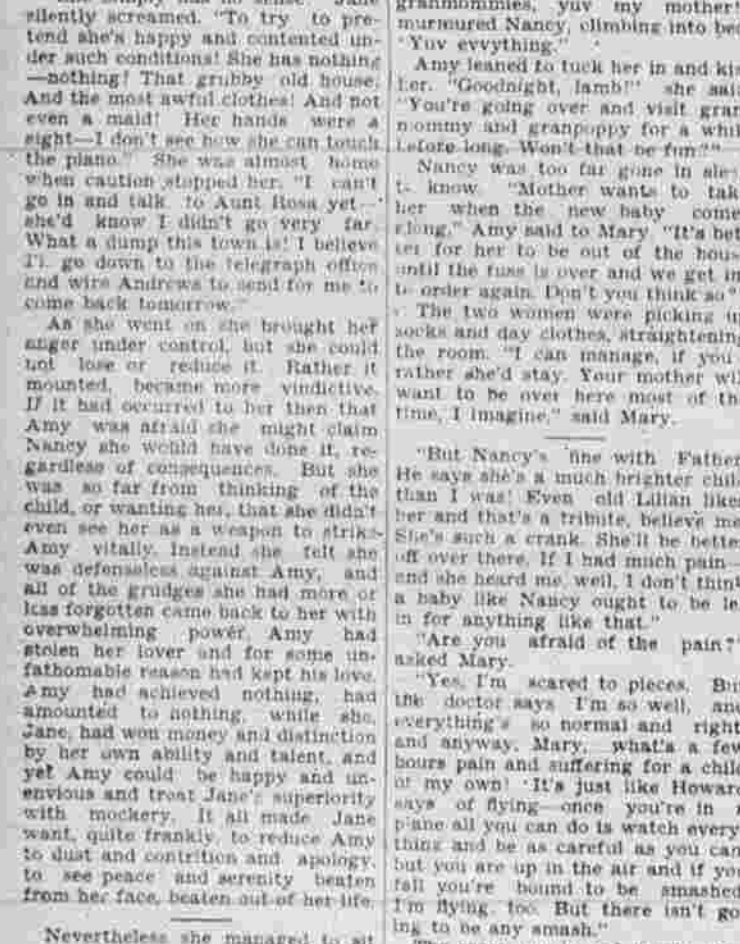 silently screamed. "To try to pre-
tend she's happy and contented un-
der such conditions! She has nothing
—nothing! That grubby old house.
And the most awful clothes! And not
even a maid! Her hands were a
sight—I don't see how she can touch
the piano." She was almost home
when caution stopped her. "I can't
go in and talk to Aunt Rosa yet—
she'd know I didn't go very far.
What a dump this town is! I believe
I'll go down to the telegraph office
and wire Andrews to send for me to
come back tomorrow."
As she went on she brought her
anger under control, but she could
not lose or reduce it. Rather it
mounted, became more vindictive.
If it had occurred to her then that
Amy was afraid she might claim
Nancy she would have done it, re-
gardless of consequences. But she
was so far from thinking of the
child, or wanting her, that she didn't
even see her as a weapon to strike
Amy vitally. Instead she felt she
was defenseless against Amy, and
all of the grudges she had more or
less forgotten came back to her with
overwhelming power. Amy had
stolen her lover and for some un-
fathomable reason had kept his love.
Amy had achieved nothing, had
amounted to nothing, while she,
Jane, had won money and distinction
by her own ability and talent, and
yet Amy could be happy and un-
envious and treat Jane's superiority
with mockery. It all made Jane
want, quite frankly, to reduce Amy
to dust and contrition and apology,
to see peace and serenity beaten
from her face, beaten out of her life.
Nevertheless she managed to
granmommies, yuv my mother!
murmured Nancy, climbing into bed
"Yuv evvything."
Amy leaned to tuck her in and kis
her. "Goodnight, lamb!" she said
"You're going over and visit gran
mommy and granpoppy for a whil
before long. Won't that be fun?"
Nancy was too far gone in slee
to know. "Mother wants to tak
her when the new baby come
along," Amy said to Mary. "It's bet
ter for her to be out of the hous
until the fuss is over and we get in
to order again. Don't you think so?"
The two women were picking up
socks and day clothes, straightening
the room. "I can manage, if you
rather she'd stay. Your mother wil
want to be over here most of th
time, I imagine," said Mary.
"But Nancy's fine with Father
He says she's a much brighter chil
than I was! Even old Lilian likes
her and that's a tribute, believe me
She's such a crank. She'll be better
off over there. If I had much pain—
and she heard me, well, I don't think
a baby like Nancy ought to be le
in for anything like that."
"Are you afraid of the pain?"
asked Mary.
"Yes, I'm scared to pieces. But
the doctor says I'm so well, and
everything's so normal and right
and anyway, Mary, what's a few
hours pain and suffering for a child
of my own! It's just like Howard
says of flying—once you're in a
plane all you can do is watch every
thing and be as careful as you can
but you are up in the air and if you
fall you're bound to be smashed
I'm flying, too. But there isn't go
ing to be any smash."